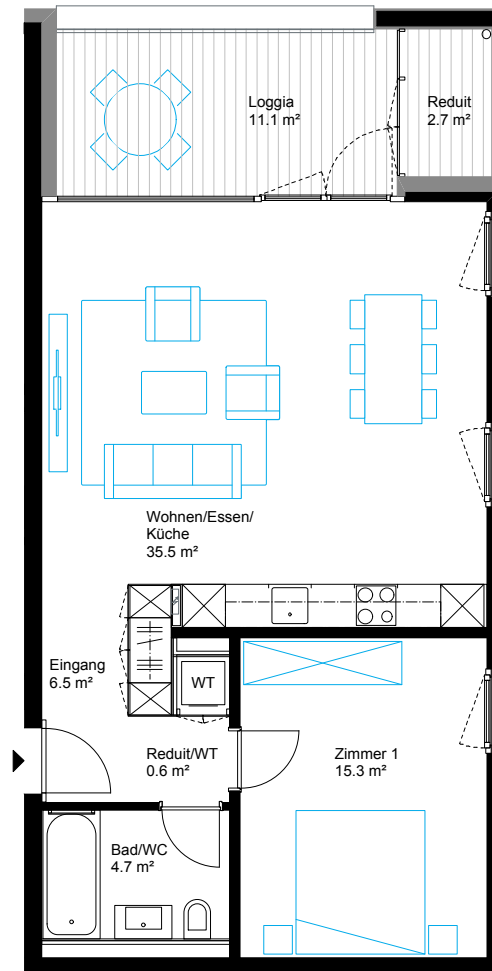 Loggia
11.1 m²
Reduit
2.7 m²
Wohnen/Essen/
Küche
35.5 m²
Eingang
6.5 m²
WT
Reduit/WT
0.6 m²
Zimmer 1
15.3 m²
Bad/WC
4.7 m²